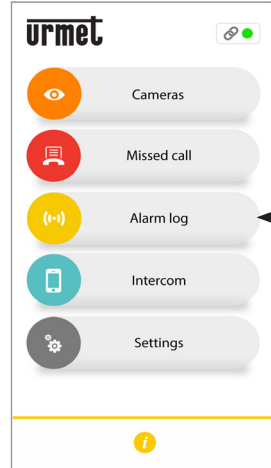 urmet
Cameras
Missed call
Alarm log
Intercom
Settings
i